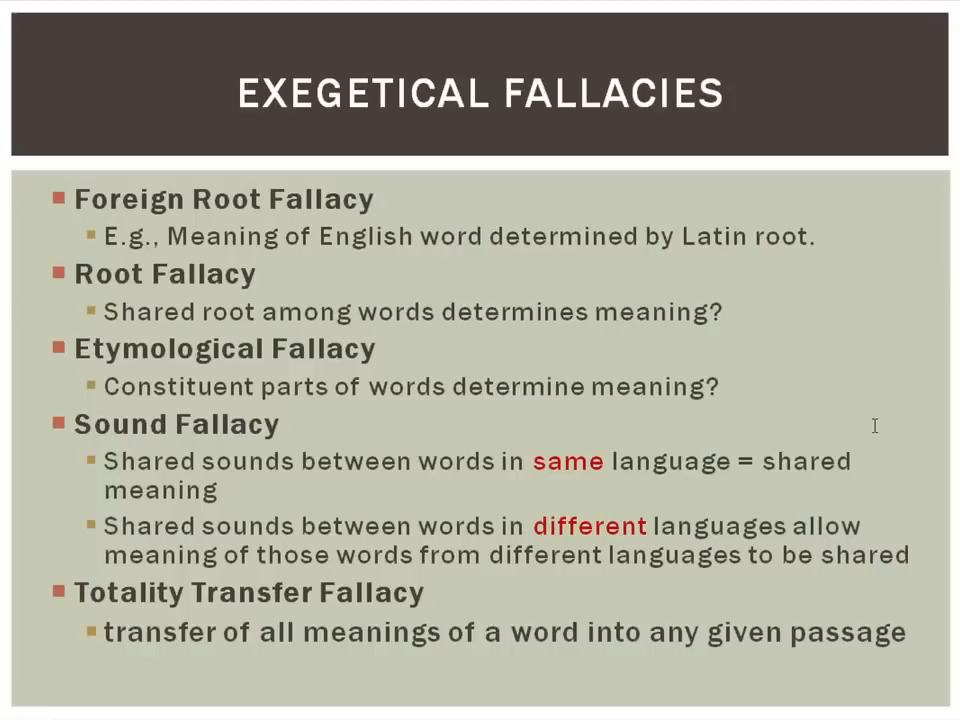 EXEGETICAL FALLACIES
Foreign Root Fallacy
E.g., Meaning of English word determined by Latin root.
Root Fallacy
Shared root among words determines meaning?
Etymological Fallacy
Constituent parts of words determine meaning?
Sound Fallacy
Shared sounds between words in same language = shared
meaning
Shared sounds between words in different languages allow
meaning of those words from different languages to be shared
Totality Transfer Fallacy
transfer of all meanings of a word into any given passage